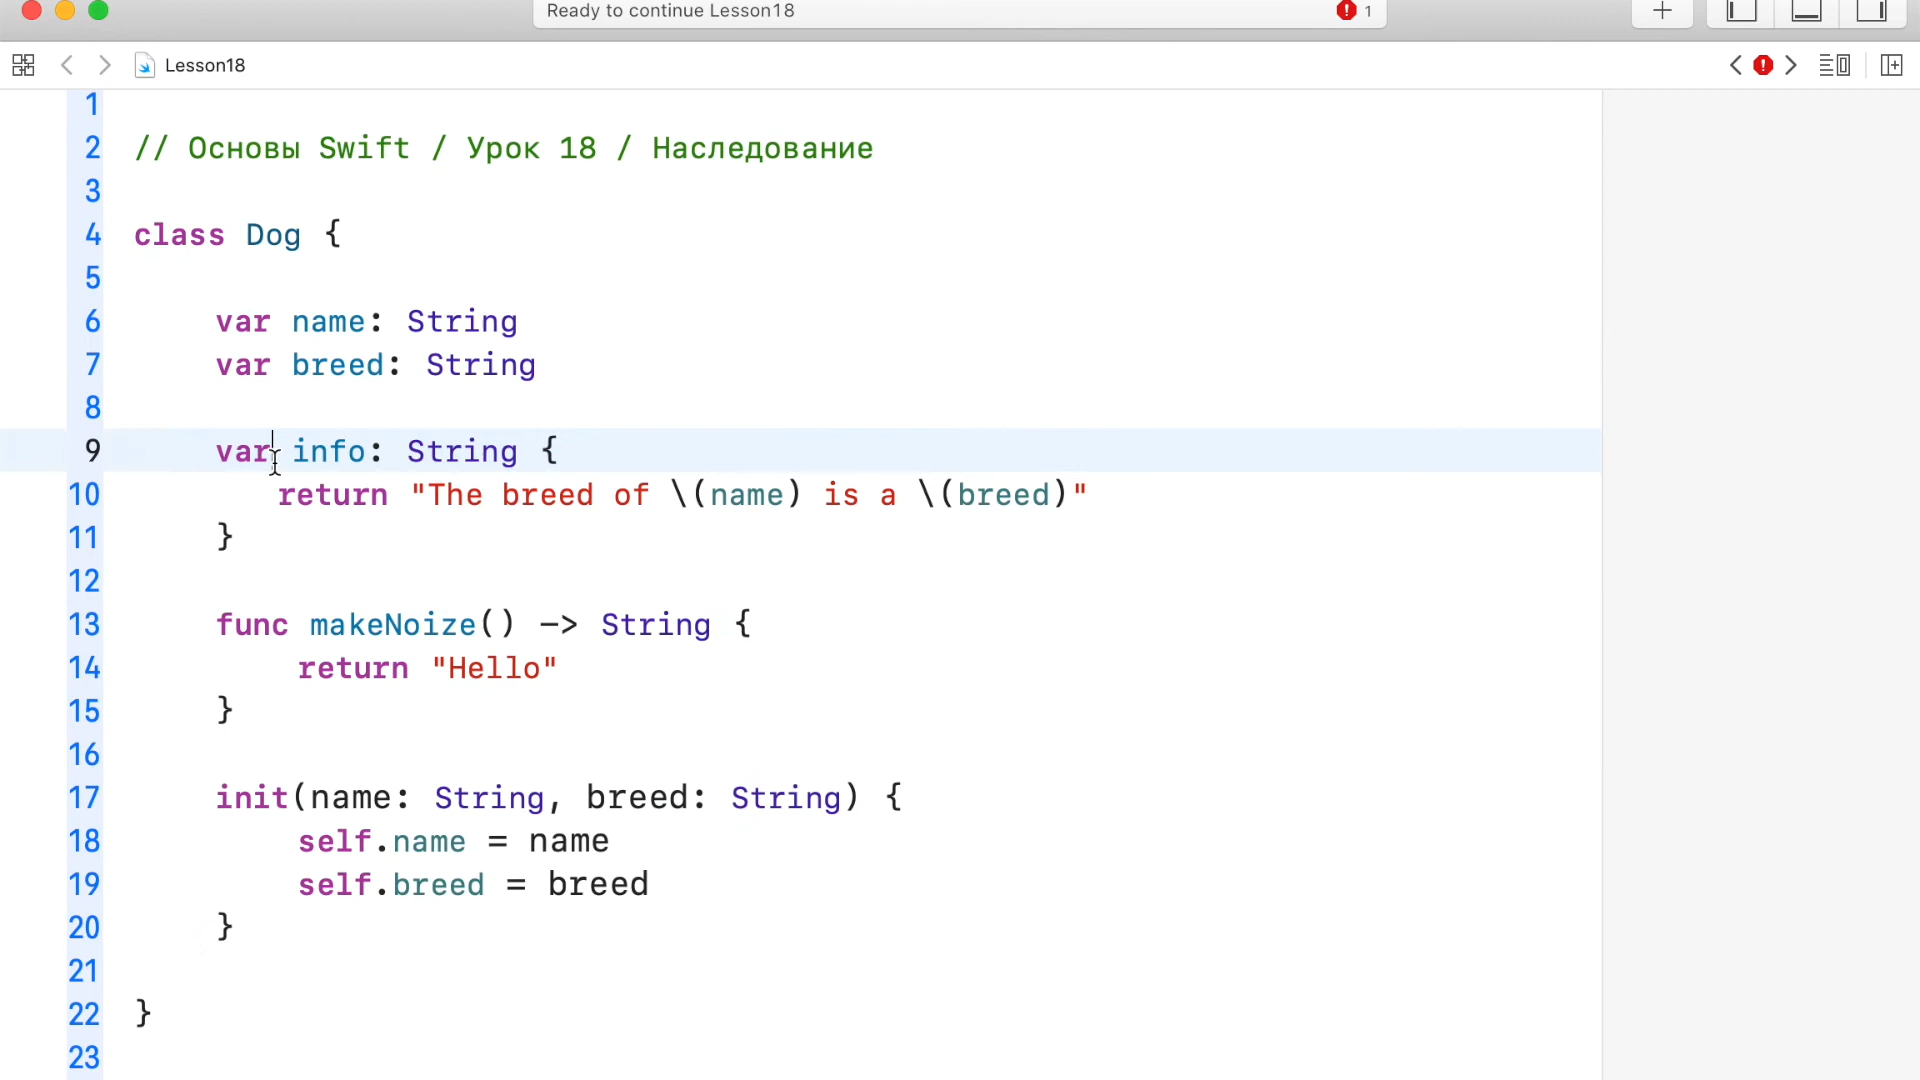 Ready to continue Lesson18
1
Lesson18
1
2 // Основы Swift / Урок 18 / Наследование
3
4 class Dog {
5
6 var name: String
7 var breed: String
8
9 var info: String {
10 return "The breed of \(name) is a \(breed)"
11 }
12
13 func makeNoize() -> String {
14 return "Hello"
15 }
16
17 init(name: String, breed: String) {
18 self.name = name
19 self.breed = breed
20 }
21
22 }
23